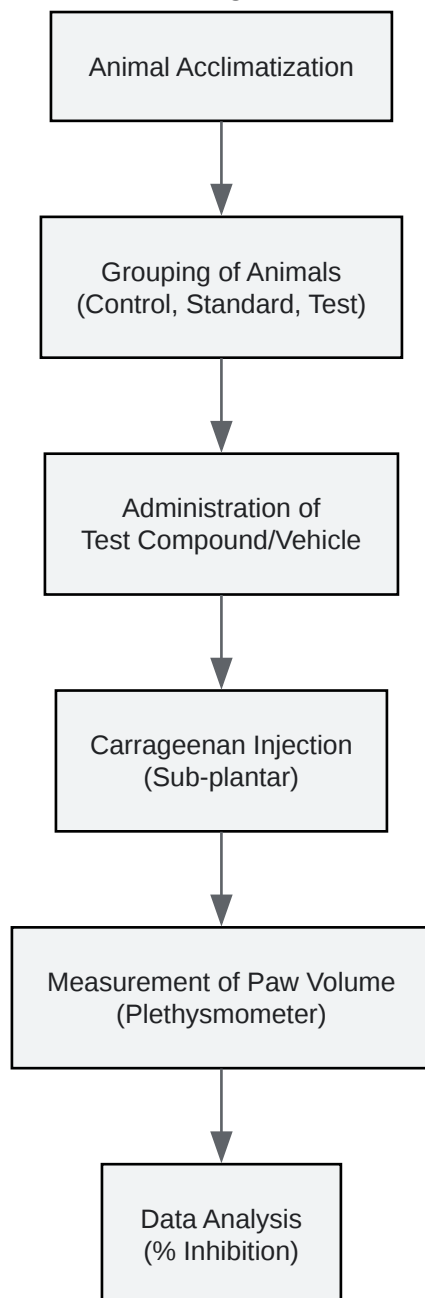 Animal Acclimatization
Grouping of Animals
(Control, Standard, Test)
Administration of
Test Compound/Vehicle
Carrageenan Injection
(Sub-plantar)
Measurement of Paw Volume
(Plethysmometer)
Data Analysis
(% Inhibition)